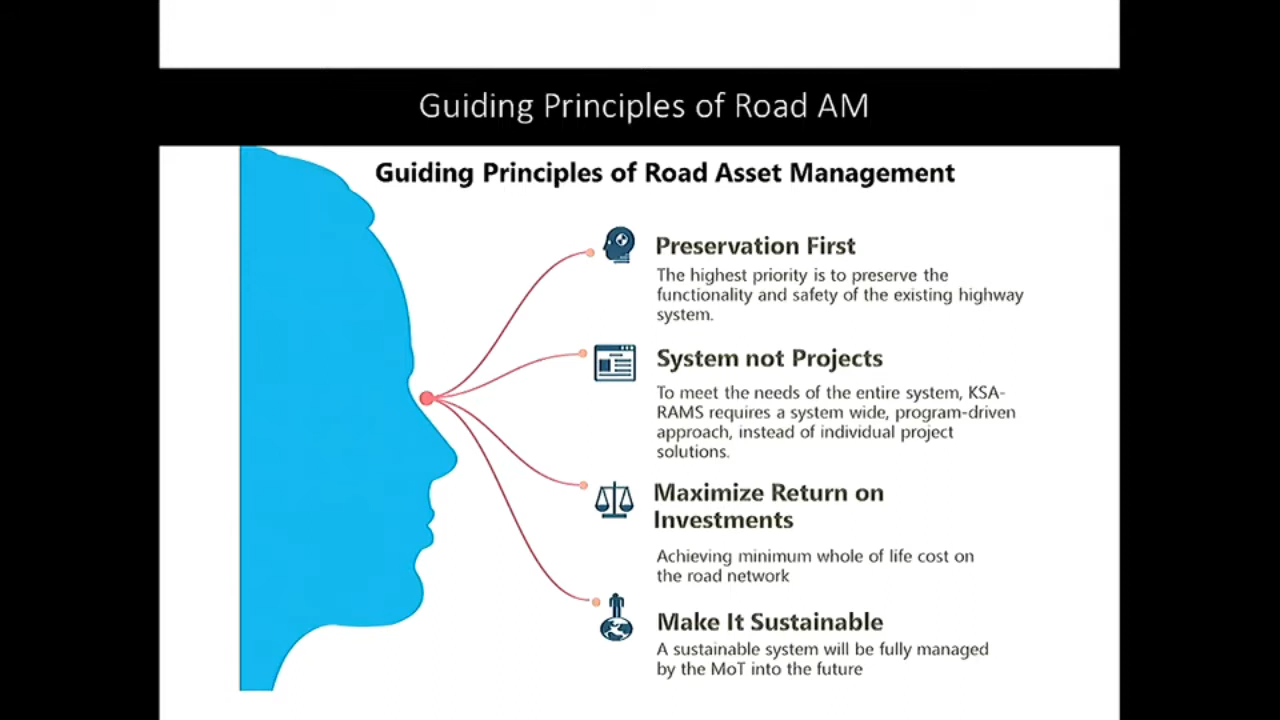 Guiding Principles of Road AM
Guiding Principles of Road Asset Management
Preservation First
The highest priority is to preserve the
functionality and safety of the existing highway
system.
System not Projects
To meet the needs of the entire system, KSA-
RAMS requires a system wide, program-driven
approach, instead of individual project
solutions.
Maximize Return on
Investments
Achieving minimum whole of life cost on
the road network
Make It Sustainable
A sustainable system will be fully managed
by the MoT into the future